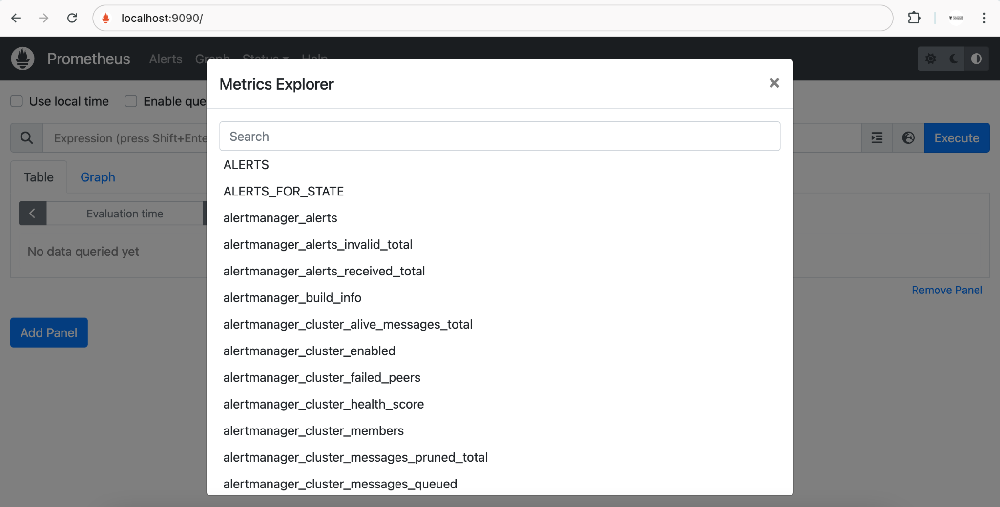 localhost:9090/
Prometheus Alerts Graph Status Help
Metrics Explorer
Use local time Enable que
Search
Expression (press Shift+Ente
Execute
ALERTS
Table Graph
ALERTS_FOR_STATE
Evaluation time
alertmanager_alerts
alertmanager_alerts_invalid_total
No data queried yet
alertmanager_alerts_received_total
Remove Panel
alertmanager_build_info
alertmanager_cluster_alive_messages_total
Add Panel
alertmanager_cluster_enabled
alertmanager_cluster_failed_peers
alertmanager_cluster_health_score
alertmanager_cluster_members
alertmanager_cluster_messages_pruned_total
alertmanager_cluster_messages_queued